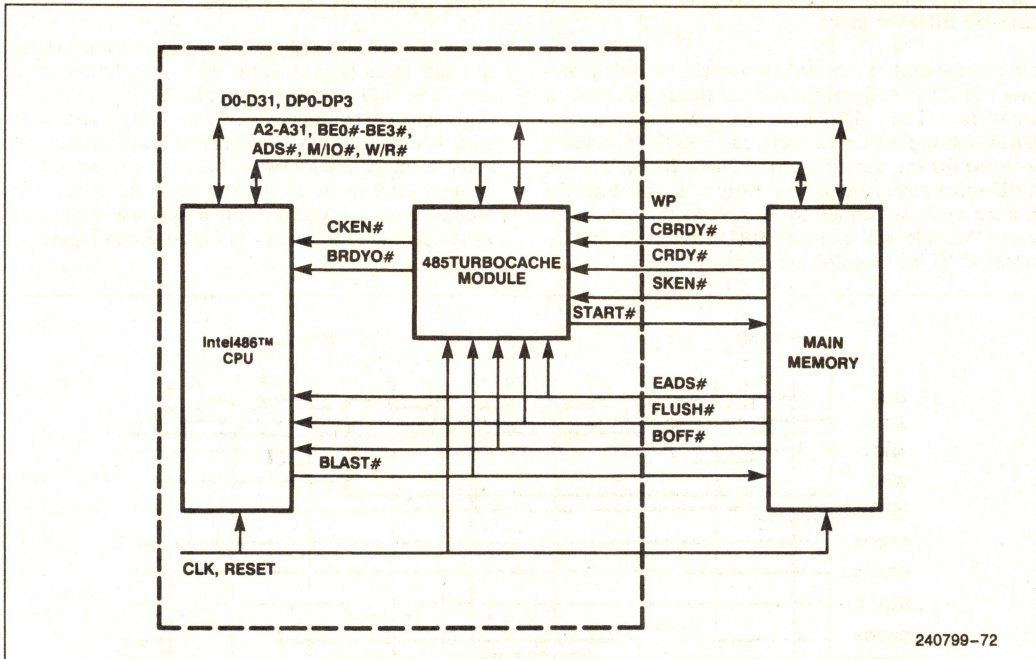 D0-D31, DP0-DP3
A2-A31, BE0#-BE3#,
ADS#, M/IO#, W/R#
WP
CBRDY#
CRDY#
SKEN#
START#
CKEN#
BRDYO#
485TURBOCACHE
MODULE
Intel486™
CPU
MAIN
MEMORY
EADS#
FLUSH#
BOFF#
BLAST#
CLK, RESET
240799-72